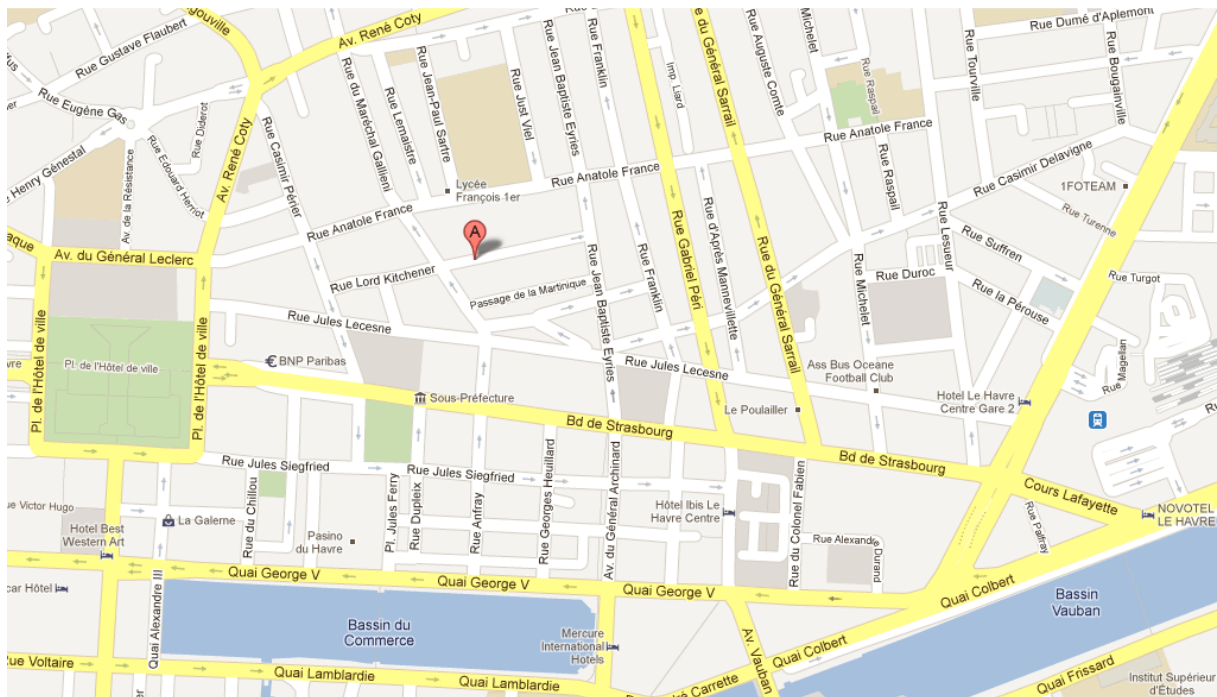 Rue Gustave Flaubert
Av. René Coty
Rue Eugène Gas
Rue Diderot
Rue Henry Génestal
Rue Edouard Herriot
Av. de la Résistance
Av. René Coty
Rue Casimir Périer
Rue du Maréchal Gallieni
Rue Lemaistre
Rue Jean-Paul Sartre
Rue Just Viel
Rue Jean Baptiste Eyries
Rue Franklin
Imp. Liard
Rue du Général Sarrail
Rue Auguste Comte
Michelet
Rue Raspail
Rue Tourville
Rue Dumé d'Aplemont
Rue Bougainville
Rue Anatole France
Rue Casimir Delavigne
Lycée
François 1er
Rue Anatole France
Rue Anatole France
A
Av. du Général Leclerc
Rue Lord Kitchener
Passage de la Martinique
Rue Jean Baptiste Eyries
Rue Franklin
Rue Gabriel Péri
Rue d'Après Mannevillette
Rue du Général Sarrail
Rue Raspail
Rue Michelet
Rue Lesueur
Rue Duroc
1FOTEAM
Rue Turenne
Rue Suffren
Rue la Pérouse
Rue Turgot
Rue Magellan
Pl. de l'Hôtel de ville
Pl. de l'Hôtel de ville
Pl. de l'Hôtel de ville
Rue Jules Lecesne
BNP Paribas
Sous-Préfecture
Rue Jules Lecesne
Ass Bus Oceane
Football Club
Le Poulailler
Hotel Le Havre
Centre Gare 2
Bd de Strasbourg
Bd de Strasbourg
Cours Lafayette
Rue Jules Siegfried
Rue Jules Siegfried
Rue Victor Hugo
La Galerne
Rue du Chillou
Hotel Best
Western Art
Pasino
du Havre
Pl. Jules Ferry
Rue Dupleix
Rue Anfray
Rue Georges Heuillard
Av. du Général Archinard
Hôtel Ibis Le
Havre Centre
Rue du Colonel Fabien
Rue Alexandre Durand
Rue Palfray
NOVOTEL
LE HAVRE
Quai George V
Quai George V
Quai George V
Quai Colbert
Bassin
Vauban
Quai Alexandre III
Bassin du
Commerce
Mercure
International
Hotels
Av. Vauban
Quai Colbert
Rue Voltaire
Quai Lamblardie
Quai Lamblardie
Carrette
Quai Frissard
Institut Supérieur
d'Études